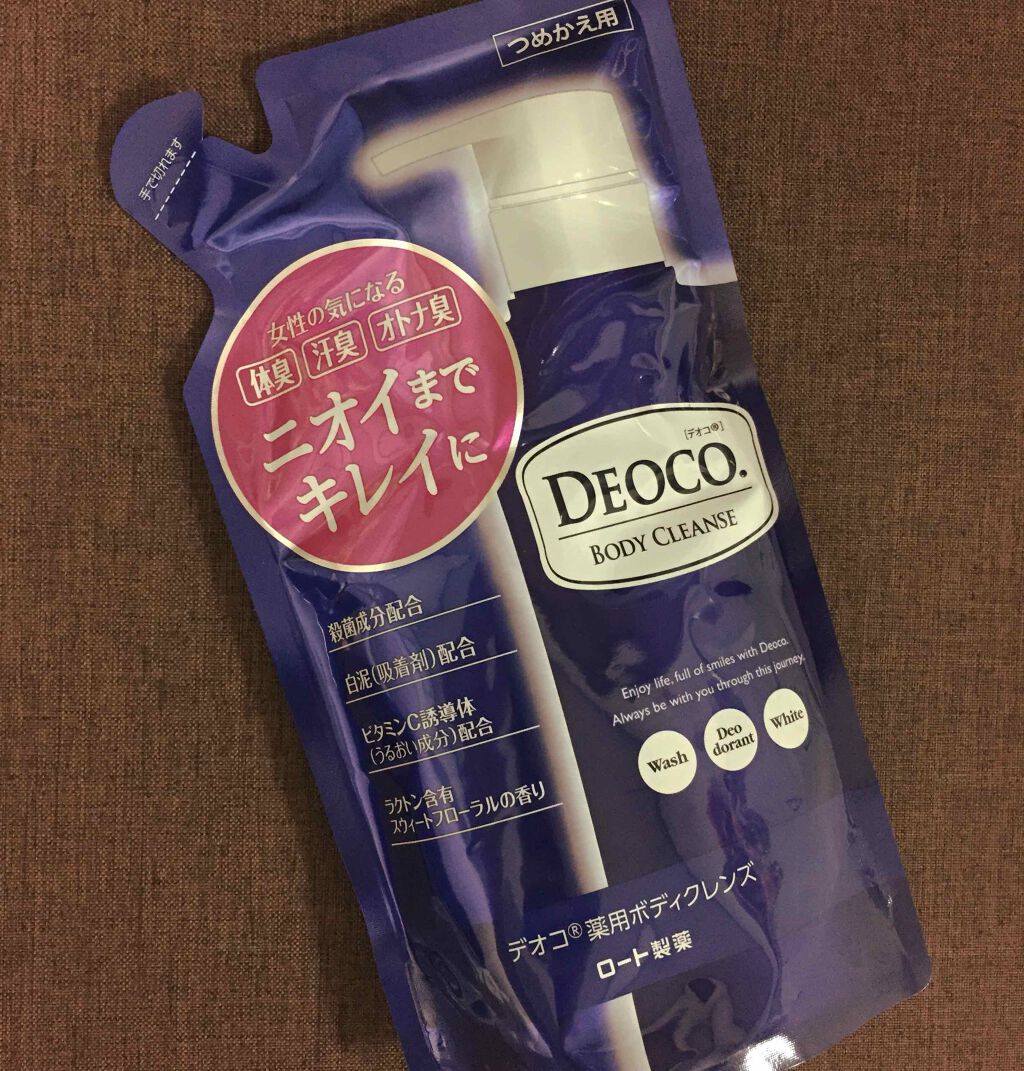 つめかえ用
手で切れます
女性の気になる
体臭 汗臭 オトナ臭
ニオイまで
キレイに
[デオコ®]
DEOCO.
BODY CLEANSE
殺菌成分配合
白泥(吸着剤)配合
ビタミンC誘導体
(うるおい成分)配合
ラクトン含有
スウィートフローラルの香り
Enjoy life, full of smiles with Deoco.
Always be with you through this journey.
Wash
Deo
dorant
White
デオコ®薬用ボディクレンズ
ロート製薬